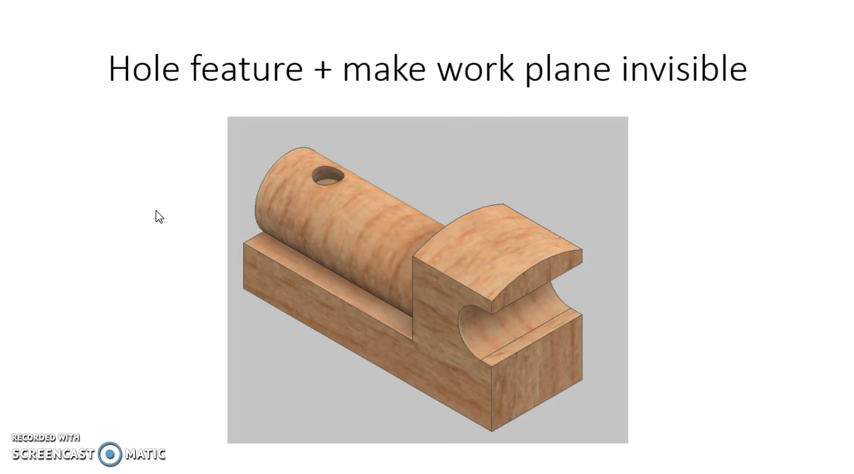 Hole feature + make work plane invisible
RECORDED WITH
SCREENCAST MATIC